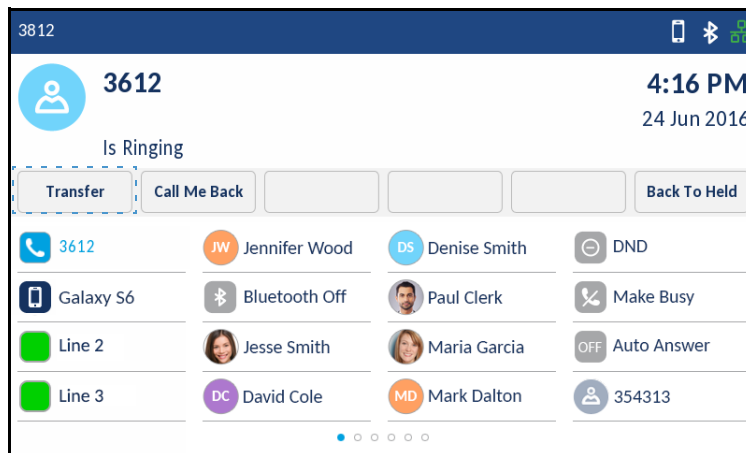 3812
3612
4:16 PM
24 Jun 2016
Is Ringing
Transfer Call Me Back Back To Held
3612 JW Jennifer Wood DS Denise Smith DND
Galaxy S6 Bluetooth Off Paul Clerk Make Busy
Line 2 Jesse Smith Maria Garcia OFF Auto Answer
Line 3 DC David Cole MD Mark Dalton 354313